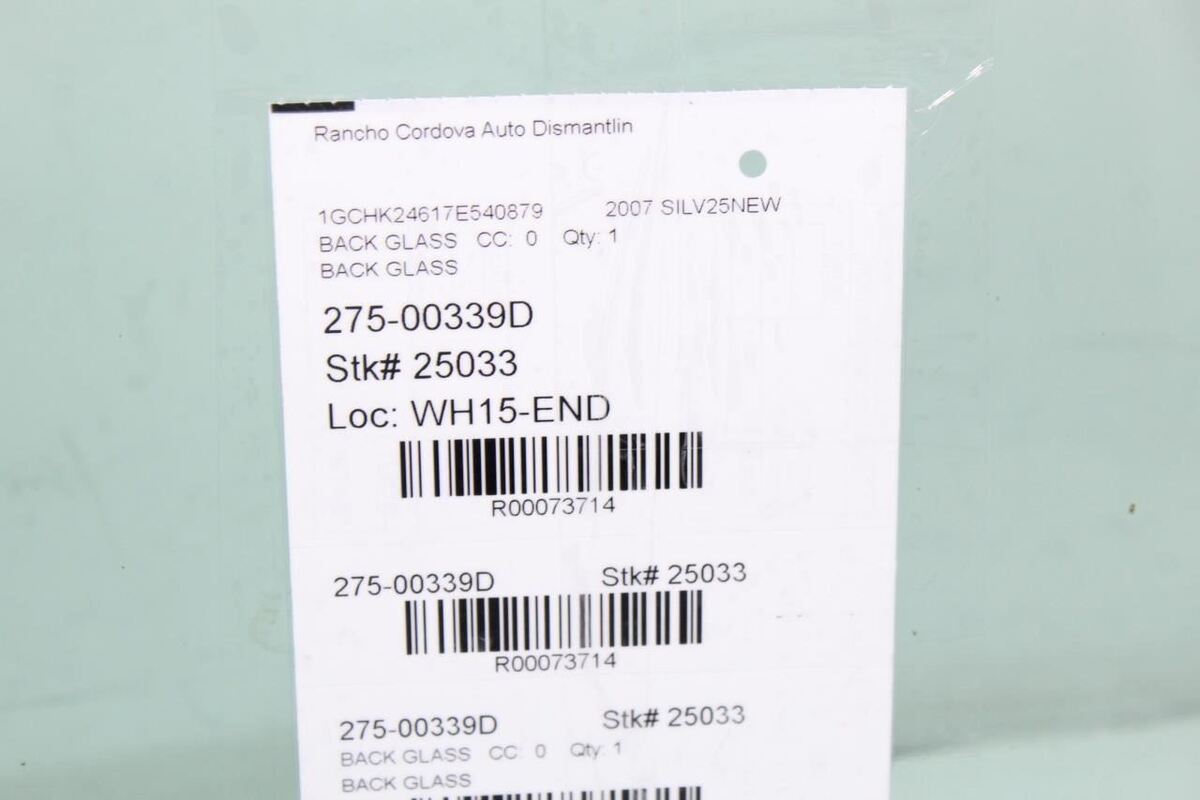 Rancho Cordova Auto Dismantlin
1GCHK24617E540879 2007 SILV25NEW
BACK GLASS CC: 0 Qty: 1
BACK GLASS
275-00339D
Stk# 25033
Loc: WH15-END
R00073714
275-00339D Stk# 25033
R00073714
275-00339D Stk# 25033
BACK GLASS CC: 0 Qty: 1
BACK GLASS